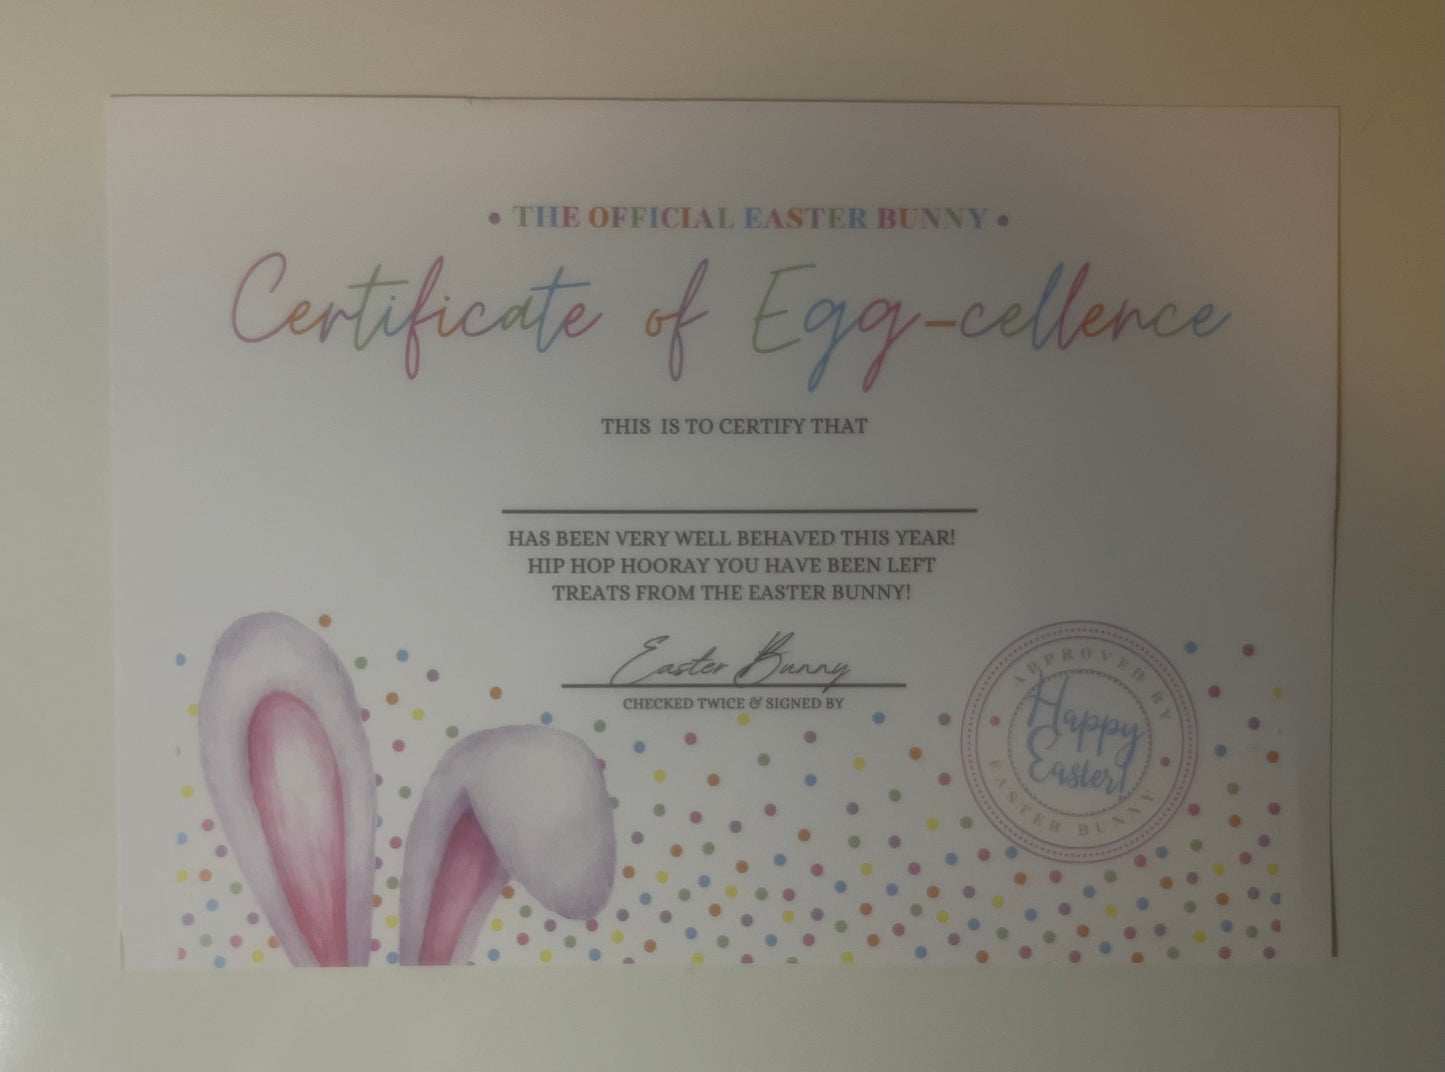 • THE OFFICIAL EASTER BUNNY •
Certificate of Egg-cellence
THIS IS TO CERTIFY THAT
HAS BEEN VERY WELL BEHAVED THIS YEAR!
HIP HOP HOORAY YOU HAVE BEEN LEFT
TREATS FROM THE EASTER BUNNY!
Easter Bunny
CHECKED TWICE & SIGNED BY
APPROVED BY
Happy
Easter!
EASTER BUNNY